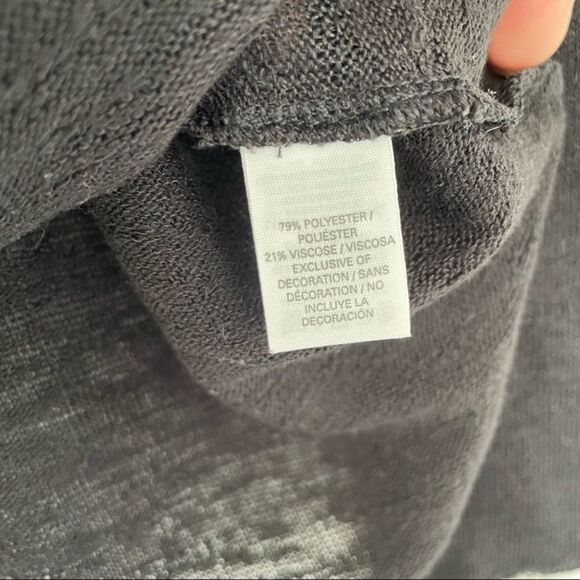 79% POLYESTER /
POLIÉSTER
21% VISCOSE / VISCOSA
EXCLUSIVE OF
DECORATION / SANS
DÉCORATION / NO
INCLUYE LA
DECORACIÓN